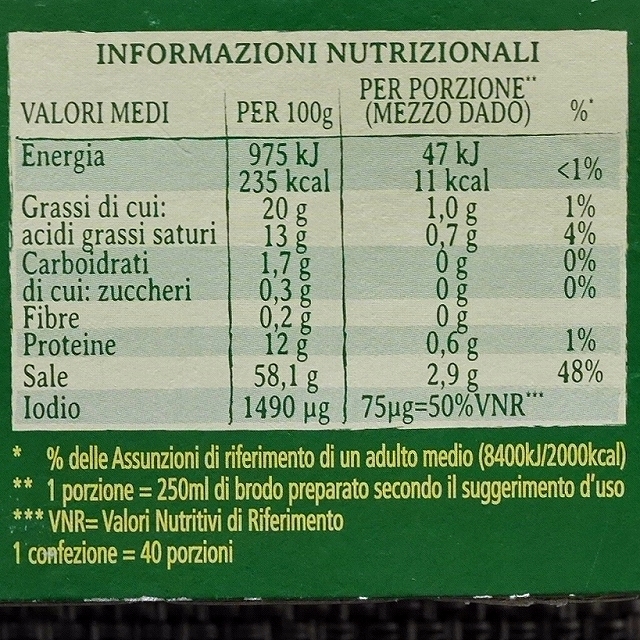 INFORMAZIONI NUTRIZIONALI
VALORI MEDI PER 100g PER PORZIONE** (MEZZO DADO) %*
Energia 975 kJ 47 kJ <1%
235 kcal 11 kcal
Grassi di cui: 20 g 1,0 g 1%
acidi grassi saturi 13 g 0,7 g 4%
Carboidrati 1,7 g 0 g 0%
di cui: zuccheri 0,3 g 0 g 0%
Fibre 0,2 g 0 g
Proteine 12 g 0,6 g 1%
Sale 58,1 g 2,9 g 48%
Iodio 1490 µg 75µg=50%VNR***
* % delle Assunzioni di riferimento di un adulto medio (8400kJ/2000kcal)
** 1 porzione = 250ml di brodo preparato secondo il suggerimento d'uso
*** VNR= Valori Nutritivi di Riferimento
1 confezione = 40 porzioni